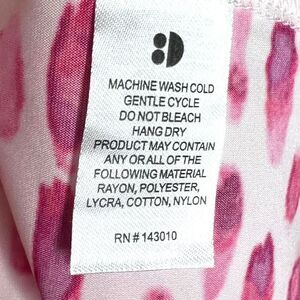 MACHINE WASH COLD
GENTLE CYCLE
DO NOT BLEACH
HANG DRY
PRODUCT MAY CONTAIN
ANY OR ALL OF THE
FOLLOWING MATERIAL
RAYON, POLYESTER,
LYCRA, COTTON, NYLON
RN # 143010